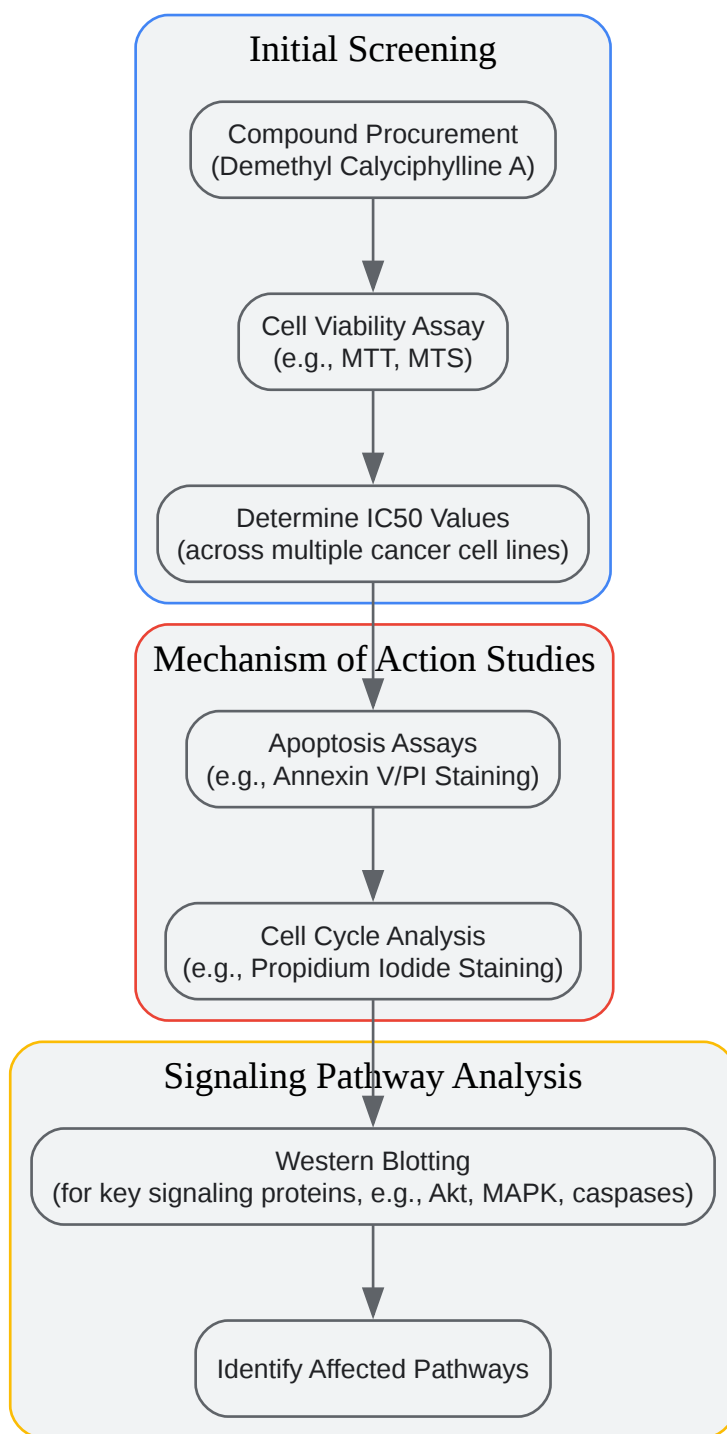 Initial Screening
Compound Procurement
(Demethyl Calyciphylline A)
Cell Viability Assay
(e.g., MTT, MTS)
Determine IC50 Values
(across multiple cancer cell lines)
Mechanism of Action Studies
Apoptosis Assays
(e.g., Annexin V/PI Staining)
Cell Cycle Analysis
(e.g., Propidium Iodide Staining)
Signaling Pathway Analysis
Western Blotting
(for key signaling proteins, e.g., Akt, MAPK, caspases)
Identify Affected Pathways